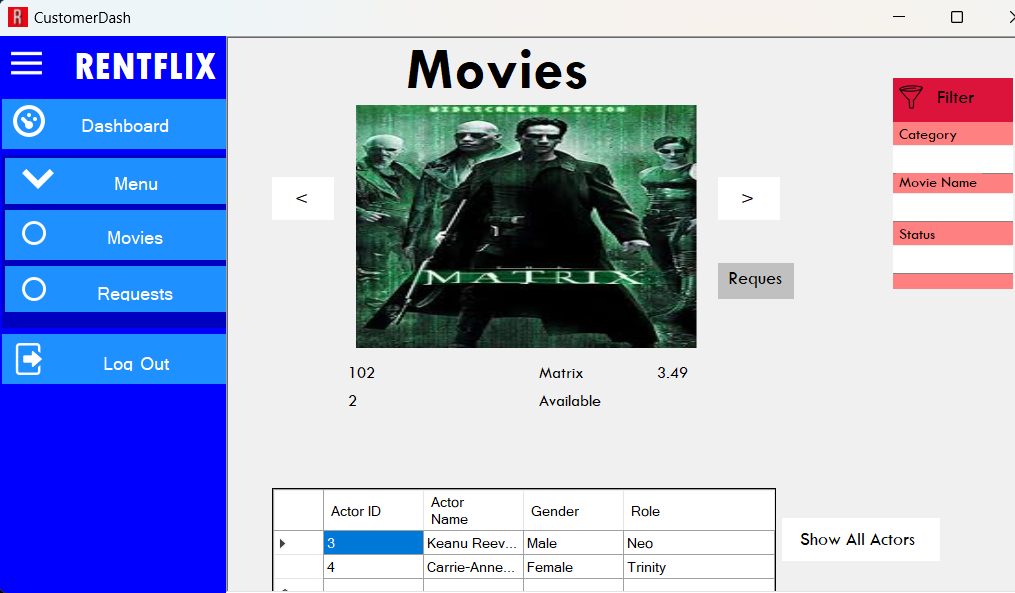 CustomerDash
RENTFLIX
Dashboard
Menu
Movies
Requests
Log Out
Movies
WIDESCREEN EDITION
THE
MATRIX
<
>
Reques
102
Matrix
3.49
2
Available
Filter
Category
Movie Name
Status
Actor ID
Actor
Name
Gender
Role
3
Keanu Reev...
Male
Neo
4
Carrie-Anne...
Female
Trinity
Show All Actors